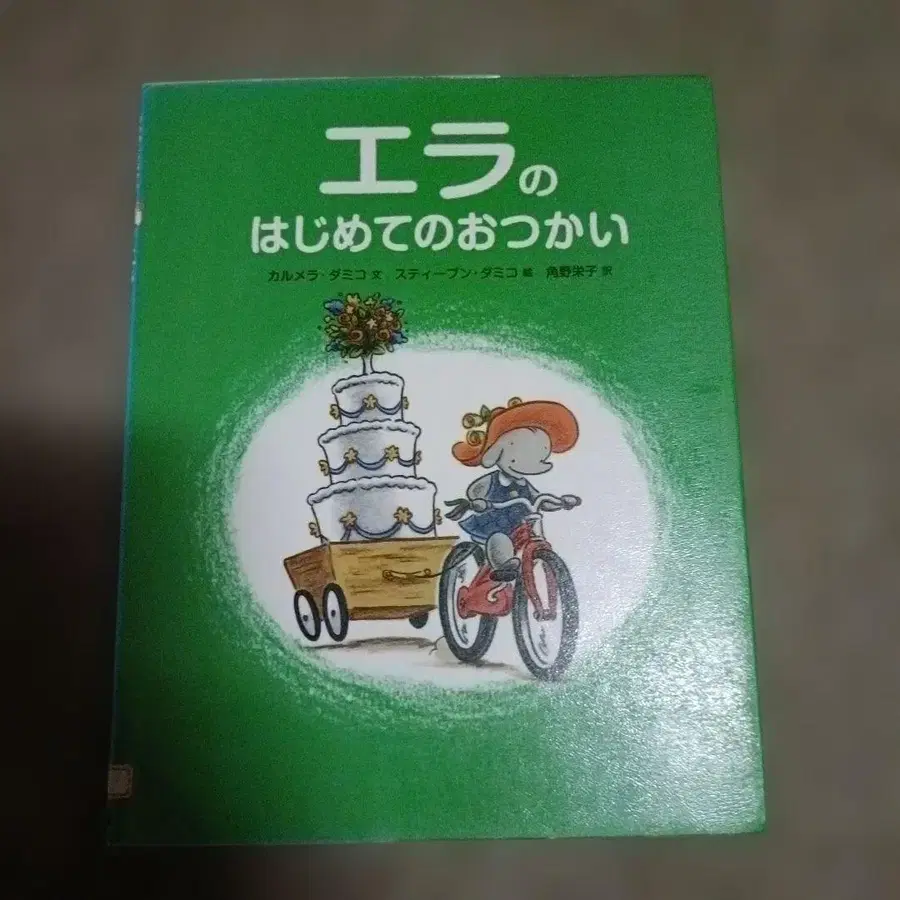 エラの
はじめてのおつかい
カルメラ・ダミコ 文 スティーブン・ダミコ 絵 角野栄子 訳